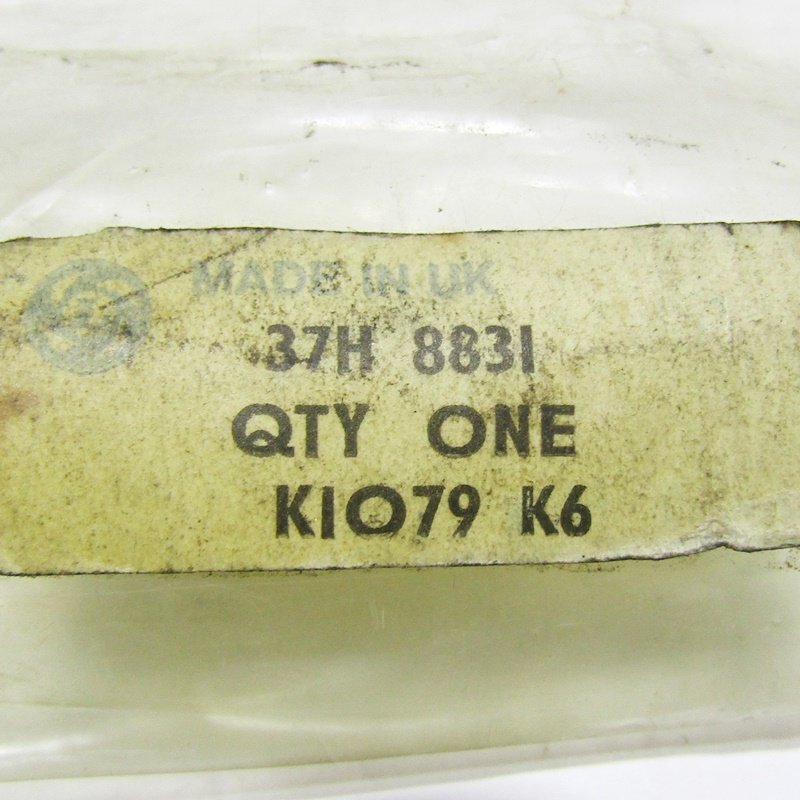 MADE IN UK
37H 8831
QTY ONE
K1079 K6